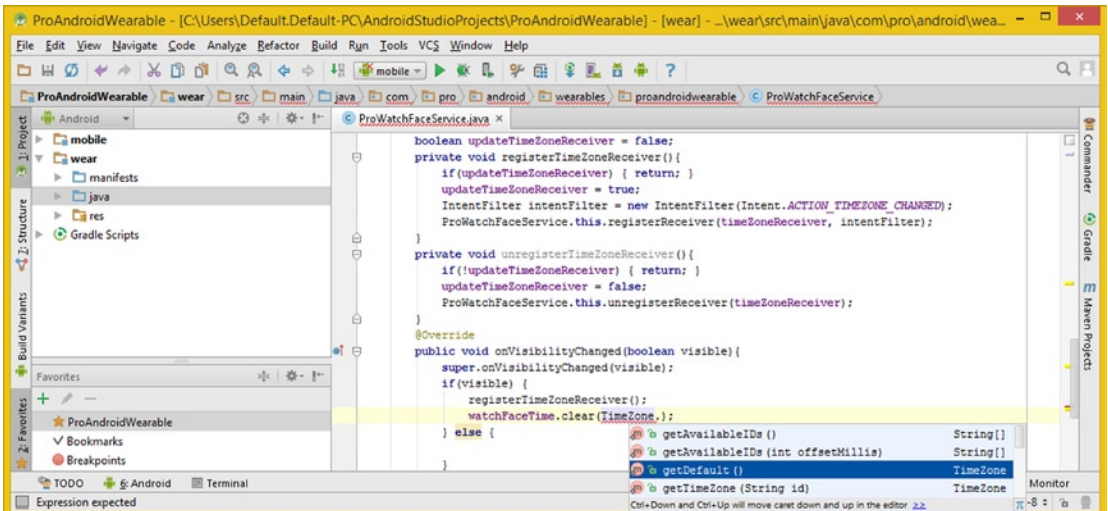 ProAndroidWearable - [C:\Users\Default.Default-PC\AndroidStudioProjects\ProAndroidWearable] - [wear] - ...\wear\src\main\java\com\pro\android\wea...
File Edit View Navigate Code Analyze Refactor Build Run Tools VCS Window Help
mobile
ProAndroidWearable wear src main java com pro android wearables proandroidwearable ProWatchFaceService
1: Project
Z: Structure
Build Variants
2: Favorites
Android
mobile
wear
manifests
java
res
Gradle Scripts
Favorites
ProAndroidWearable
Bookmarks
Breakpoints
ProWatchFaceService.java
boolean updateTimeZoneReceiver = false;
private void registerTimeZoneReceiver(){
if(updateTimeZoneReceiver) { return; }
updateTimeZoneReceiver = true;
IntentFilter intentFilter = new IntentFilter(Intent.ACTION_TIMEZONE_CHANGED);
ProWatchFaceService.this.registerReceiver(timeZoneReceiver, intentFilter);
}
private void unregisterTimeZoneReceiver(){
if(!updateTimeZoneReceiver) { return; }
updateTimeZoneReceiver = false;
ProWatchFaceService.this.unregisterReceiver(timeZoneReceiver);
}
@Override
public void onVisibilityChanged(boolean visible){
super.onVisibilityChanged(visible);
if(visible) {
registerTimeZoneReceiver();
watchFaceTime.clear(TimeZone.);
} else {
}
getAvailableIDs() String[]
getAvailableIDs(int offsetMillis) String[]
getDefault() TimeZone
getTimeZone(String id) TimeZone
Ctrl+Down and Ctrl+Up will move caret down and up in the editor >>
Commander
Gradle
Maven Projects
TODO 6: Android Terminal Monitor
Expression expected
-8